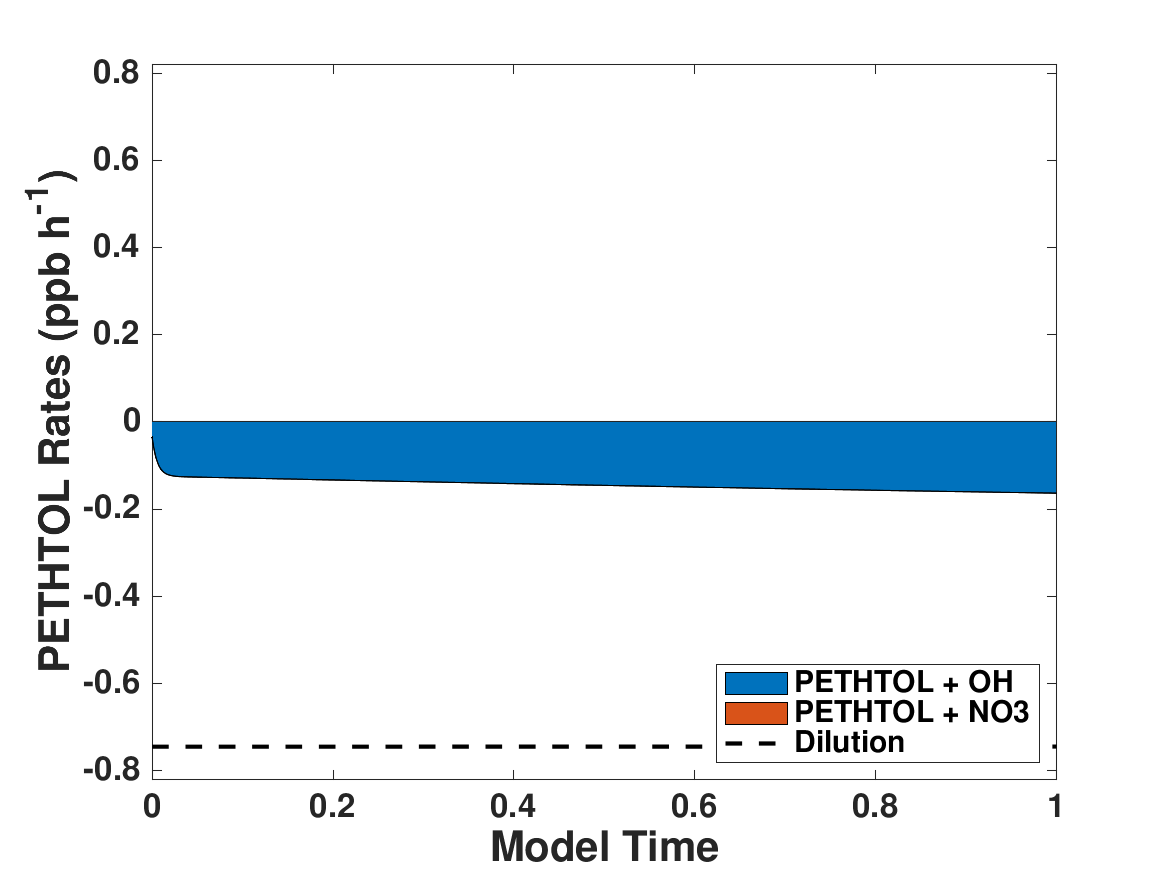 PETHTOL Rates (ppb h-1)
0.8
0.6
0.4
0.2
0
-0.2
-0.4
-0.6
-0.8
PETHTOL + OH
PETHTOL + NO3
Dilution
0 0.2 0.4 0.6 0.8 1
Model Time